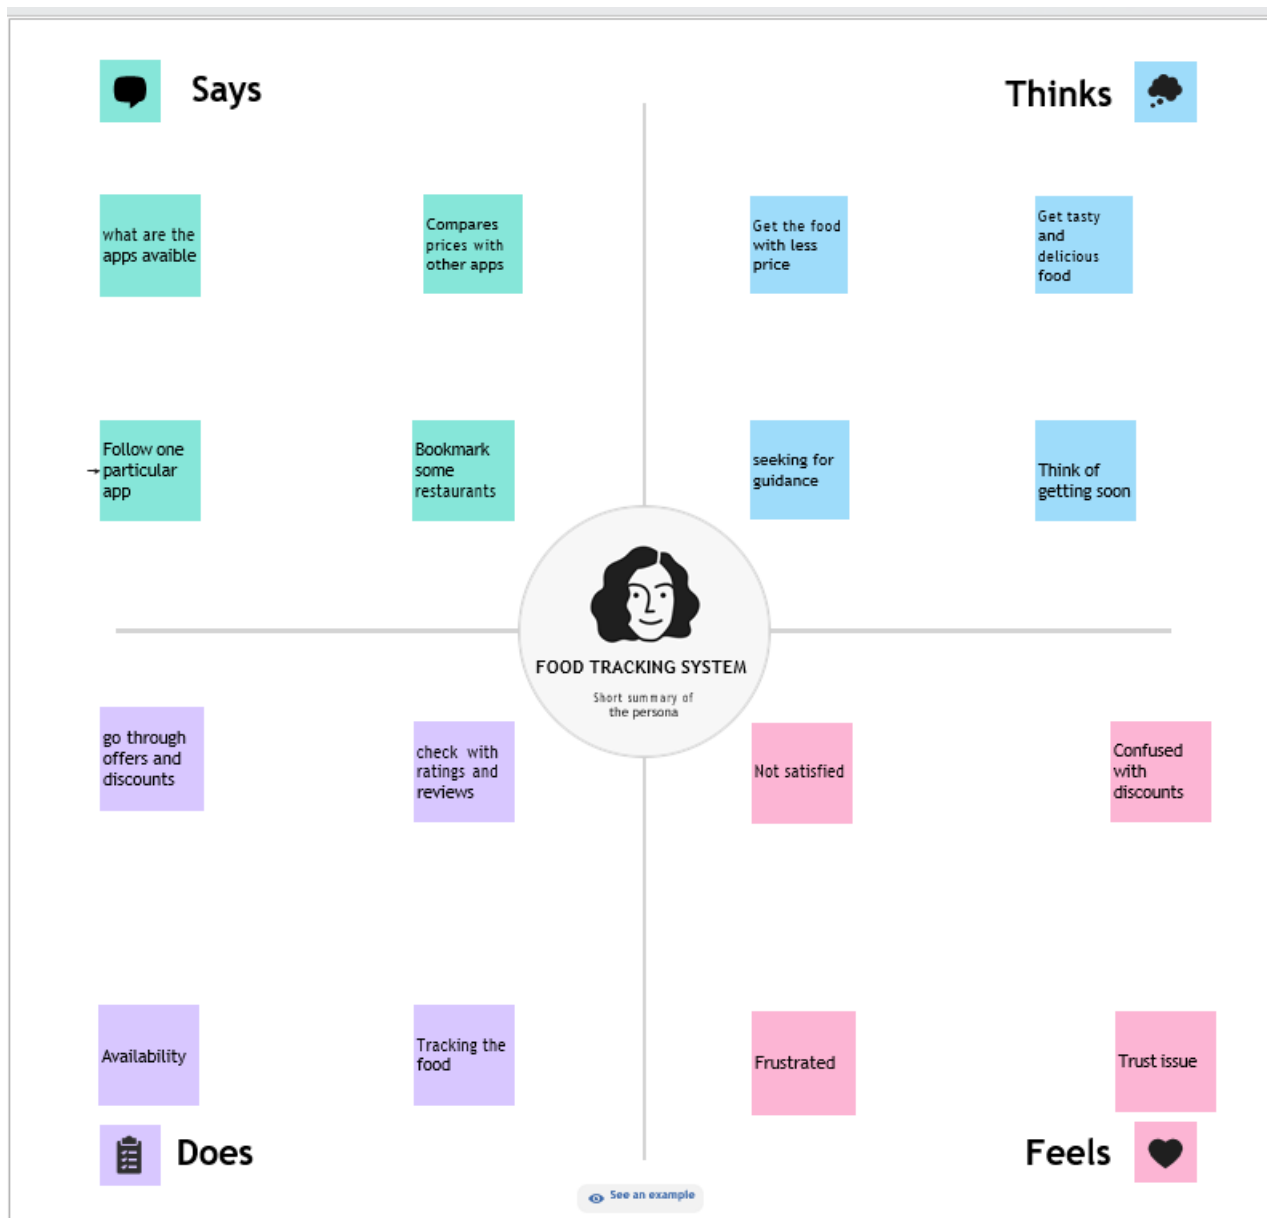 Says
Thinks
what are the
apps avaible
Compares
prices with
other apps
Get the food
with less
price
Get tasty
and
delicious
food
Follow one
particular
app
Bookmark
some
restaurants
seeking for
guidance
Think of
getting soon
FOOD TRACKING SYSTEM
Short summary of
the persona
go through
offers and
discounts
check with
ratings and
reviews
Not satisfied
Confused
with
discounts
Availability
Tracking the
food
Frustrated
Trust issue
Does
Feels
See an example